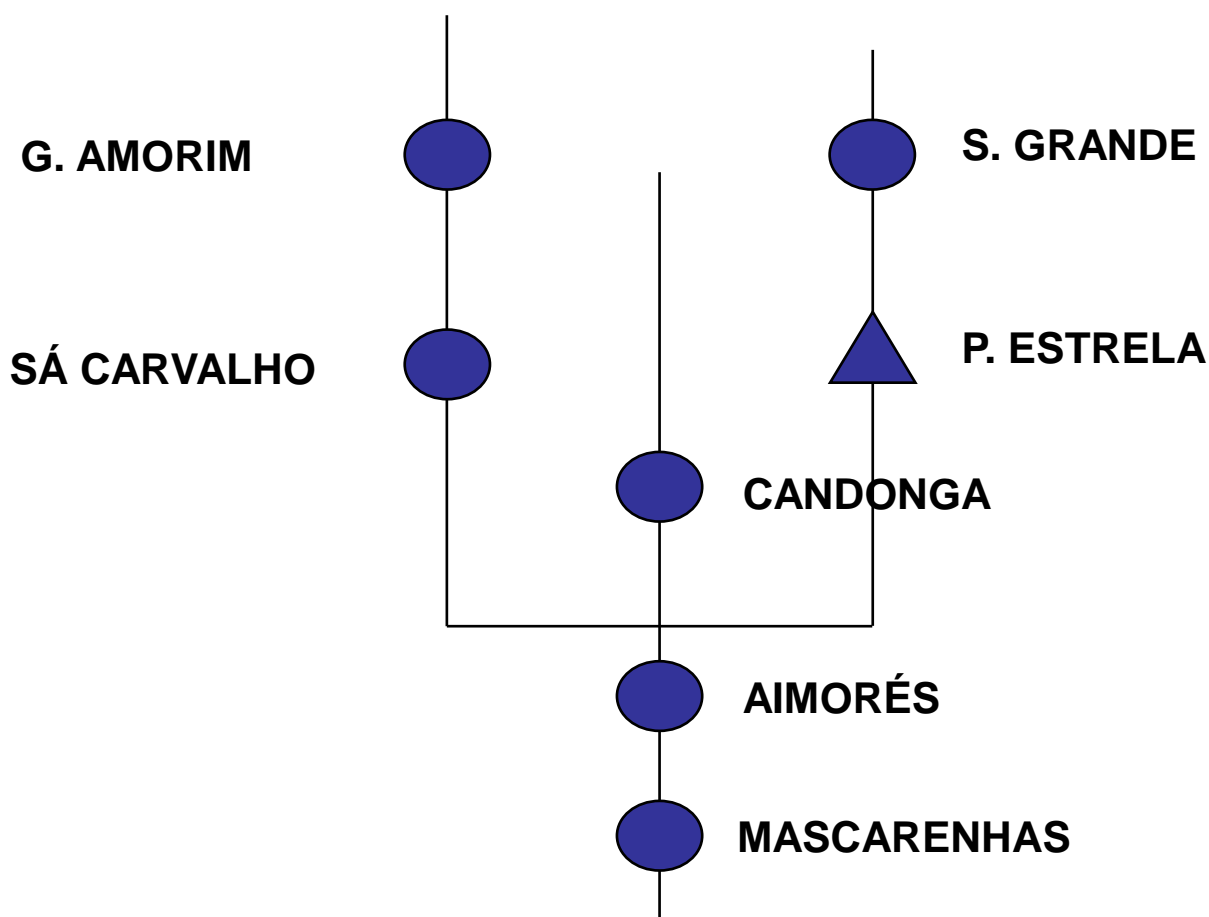 G. AMORIM
S. GRANDE
SÁ CARVALHO
P. ESTRELA
CANDONGA
AIMORÉS
MASCARENHAS